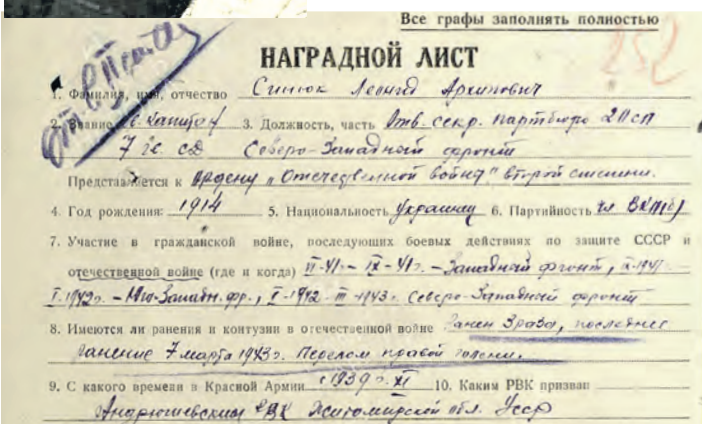 Все графы заполнять полностью
252
НАГРАДНОЙ ЛИСТ
1. Фамилия, имя, отчество Синюк Леонид Архипович
2. Звание гв. капитан 3. Должность, часть Отв. секр. партбюро 20 сп
7 гв. сд Северо-Западный фронт
Представляется к Ордену "Отечественной войны" второй степени.
4. Год рождения: 1914 5. Национальность Украинец 6. Партийность чл ВКП(б)
7. Участие в гражданской войне, последующих боевых действиях по защите СССР и
отечественной войне (где и когда) -41 - IX-41 - Западный фронт, IX-1941-
I-1942 - Юго-Западн. фр., I-1942 - III-1943. Северо-Западный фронт
8. Имеются ли ранения и контузии в отечественной войне Ранен 3 раза, последнее
ранение 7 марта 1943 г. Перелом правой голени.
9. С какого времени в Красной Армии с 1939 г. XI 10. Каким РВК призван
Андрюшевским РВК Житомирской обл. Усср